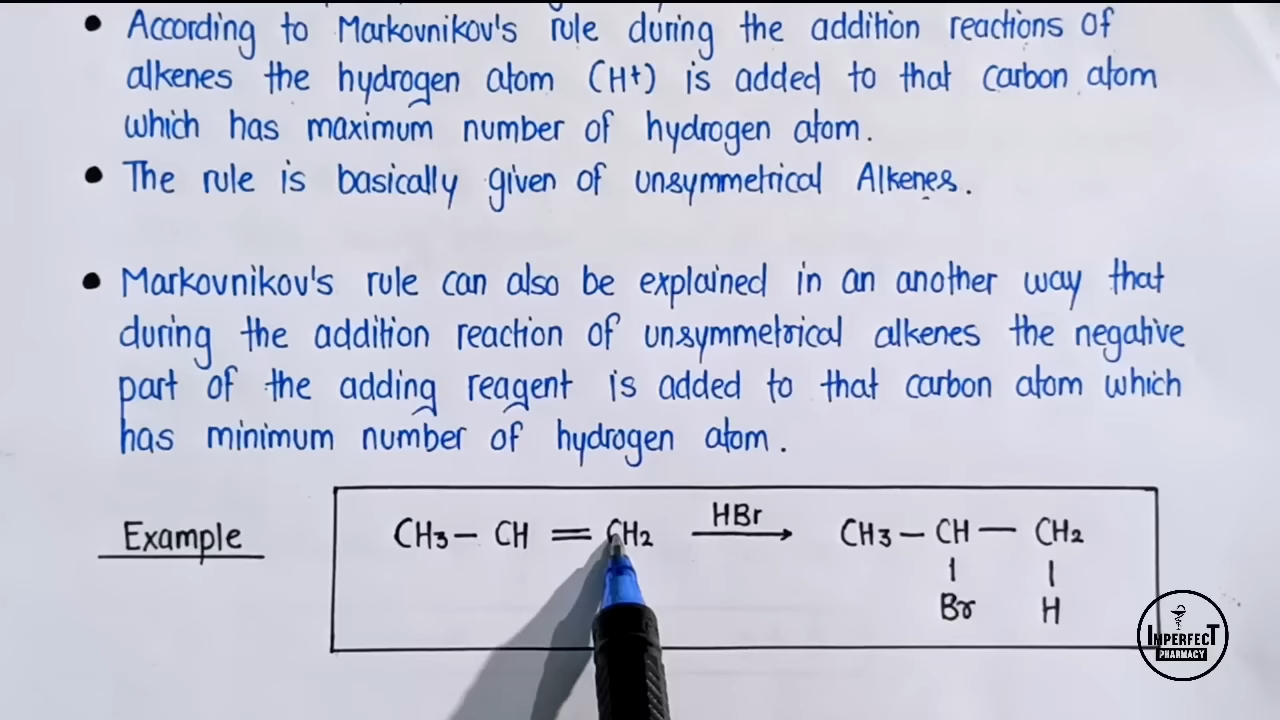 • According to Markovnikov's rule during the addition reactions of
alkenes the hydrogen atom (H+) is added to that carbon atom
which has maximum number of hydrogen atom.
• The rule is basically given of unsymmetrical Alkenes.
• Markovnikov's rule can also be explained in an another way that
during the addition reaction of unsymmetrical alkenes the negative
part of the adding reagent is added to that carbon atom which
has minimum number of hydrogen atom.
Example
CH3 – CH = CH2 HBr → CH3 – CH – CH2
| |
Br H
IMPERFECT
PHARMACY